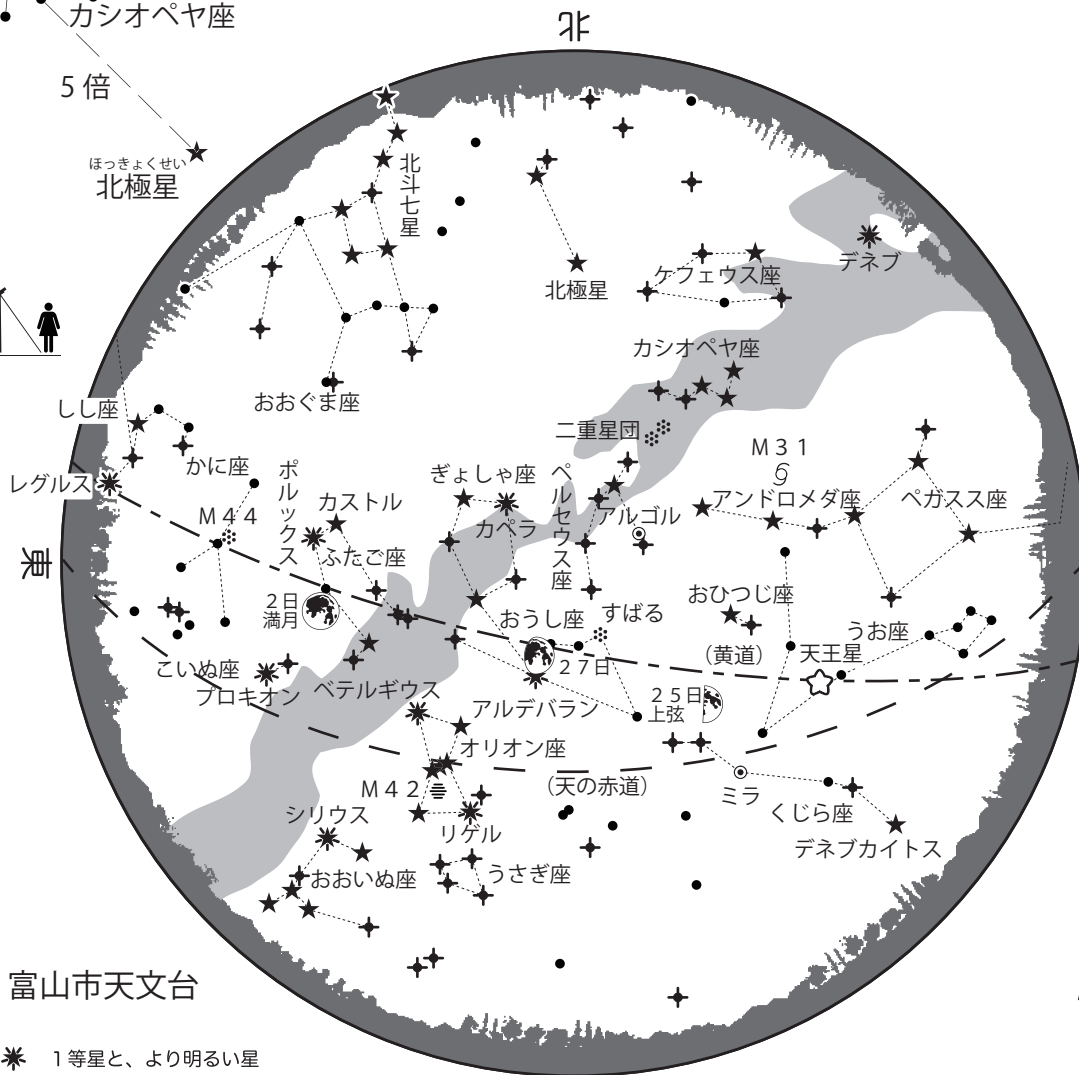 カシオペヤ座
5倍
ほっきょくせい
北極星
北
北斗七星
北極星
ケフェウス座
デネブ
カシオペヤ座
おおぐま座
しし座
二重星団
M31
かに座
レグルス
ポルックス
カストル
ぎょしゃ座
ペルセウス座
アルゴル
アンドロメダ座
ペガスス座
M44
カペラ
ふたご座
東
2日
満月
おうし座
すばる
おひつじ座
うお座
(黄道)
天王星
27日
こいぬ座
プロキオン
ベテルギウス
アルデバラン
25日
上弦
オリオン座
M42
(天の赤道)
ミラ
くじら座
シリウス
リゲル
デネブカイトス
おおいぬ座
うさぎ座
富山市天文台
1等星と、より明るい星